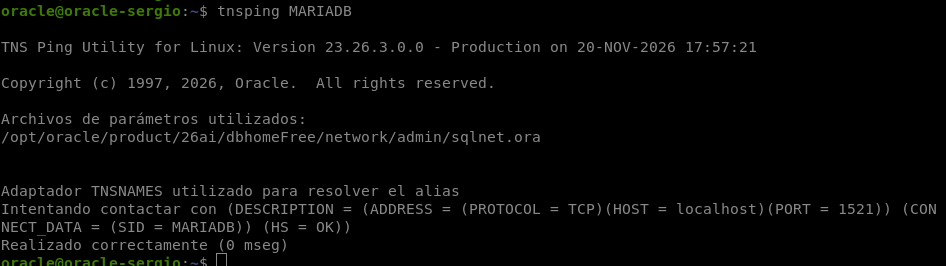 oracle@oracle-sergio:~$ tnsping MARIADB
TNS Ping Utility for Linux: Version 23.26.3.0.0 - Production on 20-NOV-2026 17:57:21
Copyright (c) 1997, 2026, Oracle.  All rights reserved.
Archivos de parámetros utilizados:
/opt/oracle/product/26ai/dbhomeFree/network/admin/sqlnet.ora
Adaptador TNSNAMES utilizado para resolver el alias
Intentando contactar con (DESCRIPTION = (ADDRESS = (PROTOCOL = TCP)(HOST = localhost)(PORT = 1521)) (CON
NECT_DATA = (SID = MARIADB)) (HS = OK))
Realizado correctamente (0 mseg)
oracle@oracle-sergio:~$